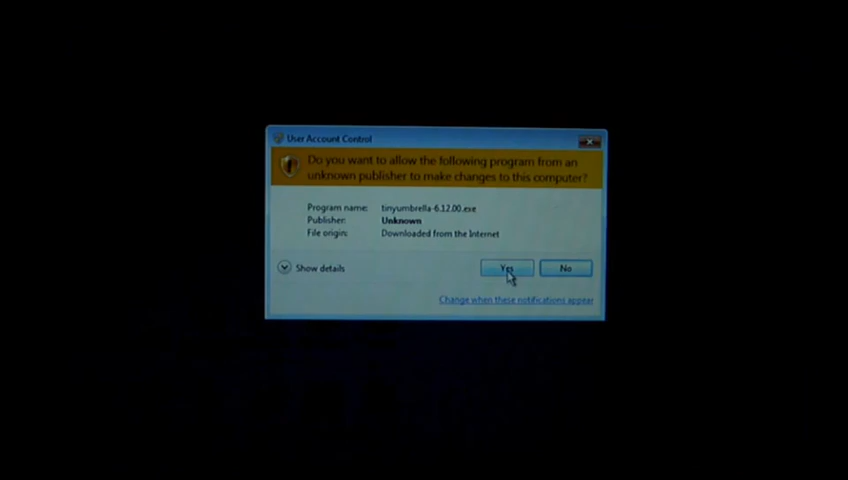 User Account Control
Do you want to allow the following program from an
unknown publisher to make changes to this computer?
Program name: tinyumbrella-6.12.00.exe
Publisher: Unknown
File origin: Downloaded from the Internet
Show details
Yes
No
Change when these notifications appear